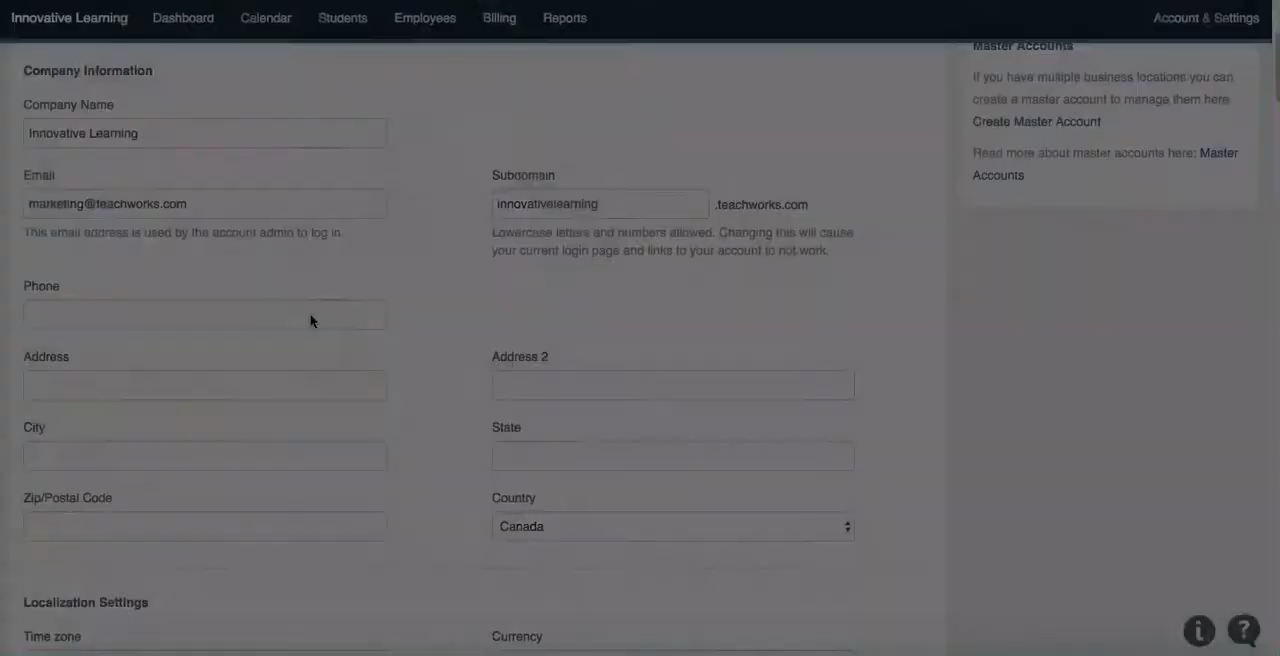 Innovative Learning Dashboard Calendar Students Employees Billing Reports Account & Settings
Company Information
Company Name
Innovative Learning
Email
marketing@teachworks.com
This email address is used by the account admin to log in.
Subdomain
innovativelearning .teachworks.com
Lowercase letters and numbers allowed. Changing this will cause
your current login page and links to your account to not work.
Phone
Address
Address 2
City
State
Zip/Postal Code
Country
Canada
Localization Settings
Time zone
Currency
Master Accounts
If you have multiple business locations you can
create a master account to manage them here
Create Master Account
Read more about master accounts here: Master
Accounts